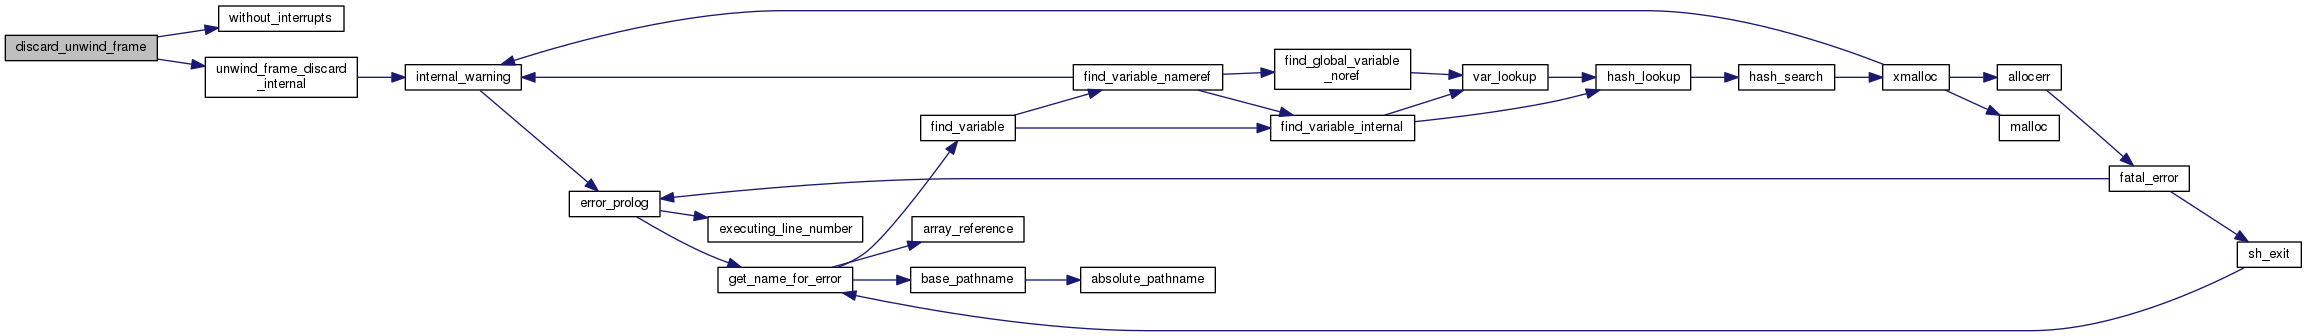 discard_unwind_frame
without_interrupts
unwind_frame_discard
_internal
internal_warning
error_prolog
executing_line_number
get_name_for_error
find_variable
array_reference
base_pathname
absolute_pathname
find_variable_nameref
find_global_variable
_noref
find_variable_internal
var_lookup
hash_lookup
hash_search
xmalloc
allocerr
malloc
fatal_error
sh_exit